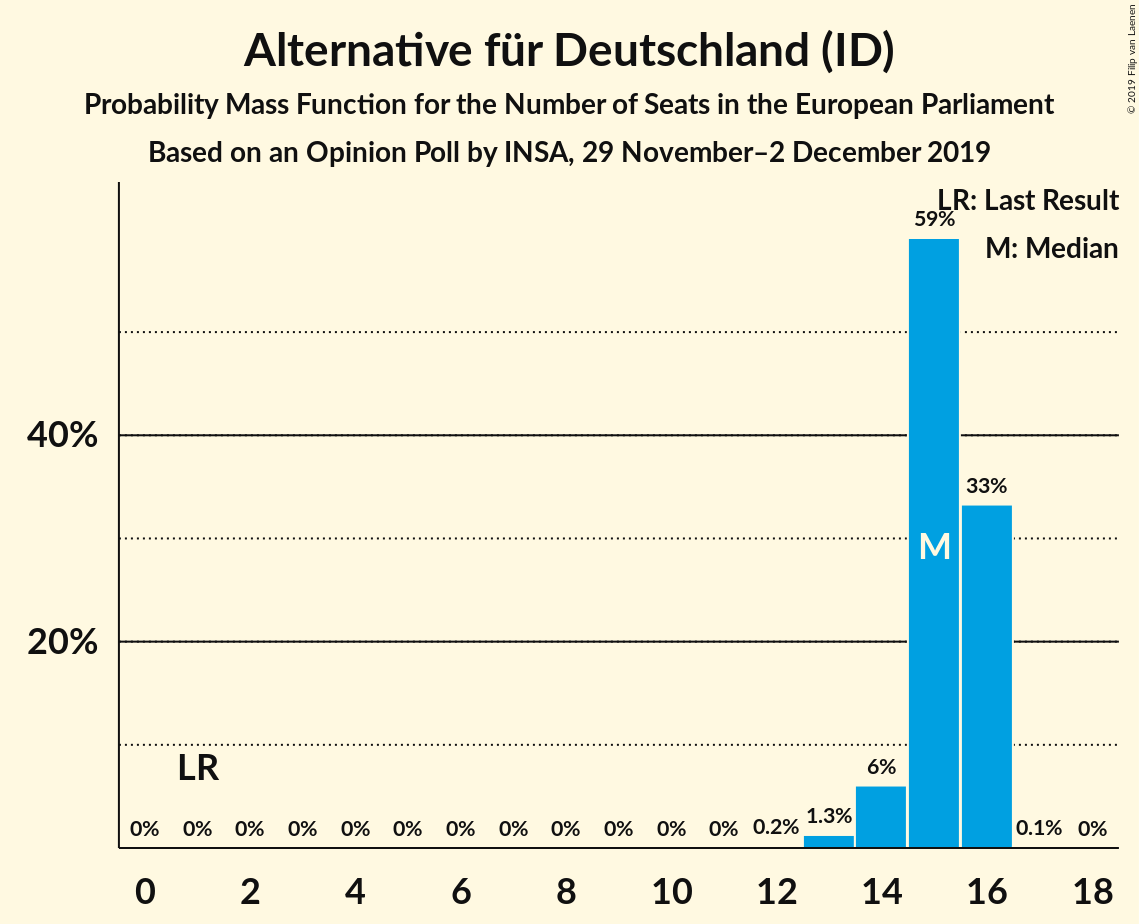 Alternative für Deutschland (ID)
Probability Mass Function for the Number of Seats in the European Parliament
Based on an Opinion Poll by INSA, 29 November–2 December 2019
© 2019 Filip van Laenen
LR: Last Result
M: Median
59%
40%
33%
M
20%
LR
6%
0% 0% 0% 0% 0% 0% 0% 0% 0% 0% 0% 0% 0.2% 1.3% 0.1% 0%
0 2 4 6 8 10 12 14 16 18